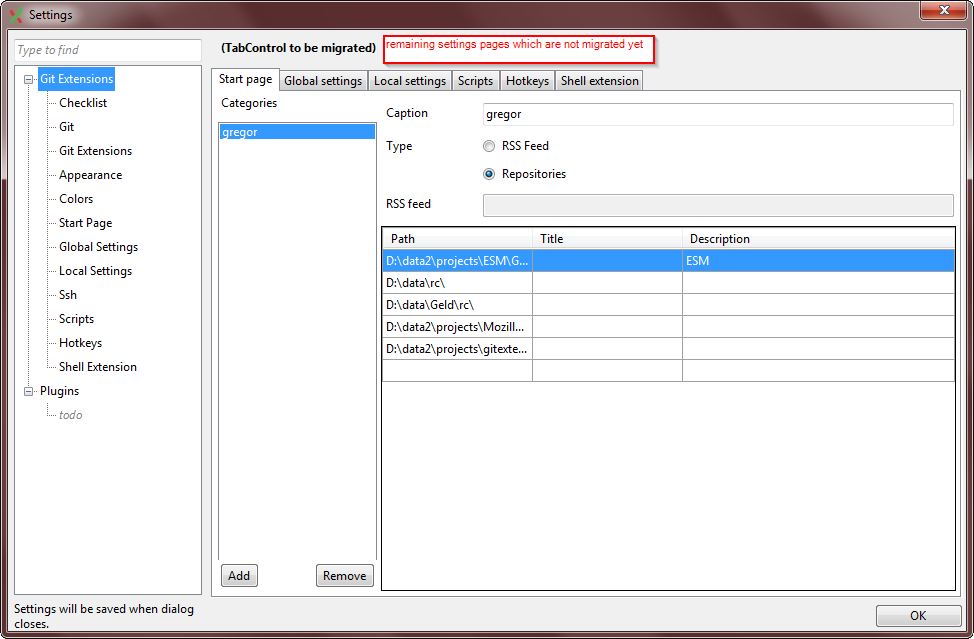 Settings
Type to find
Git Extensions
Checklist
Git
Git Extensions
Appearance
Colors
Start Page
Global Settings
Local Settings
Ssh
Scripts
Hotkeys
Shell Extension
Plugins
todo
Settings will be saved when dialog
closes.
(TabControl to be migrated)
remaining settings pages which are not migrated yet
Start page
Global settings
Local settings
Scripts
Hotkeys
Shell extension
Categories
gregor
Add
Remove
Caption
gregor
Type
RSS Feed
Repositories
RSS feed
Path
Title
Description
D:\data2\projects\ESM\G...
ESM
D:\data\rc\
D:\data\Geld\rc\
D:\data2\projects\Mozill...
D:\data2\projects\gitexte...
OK